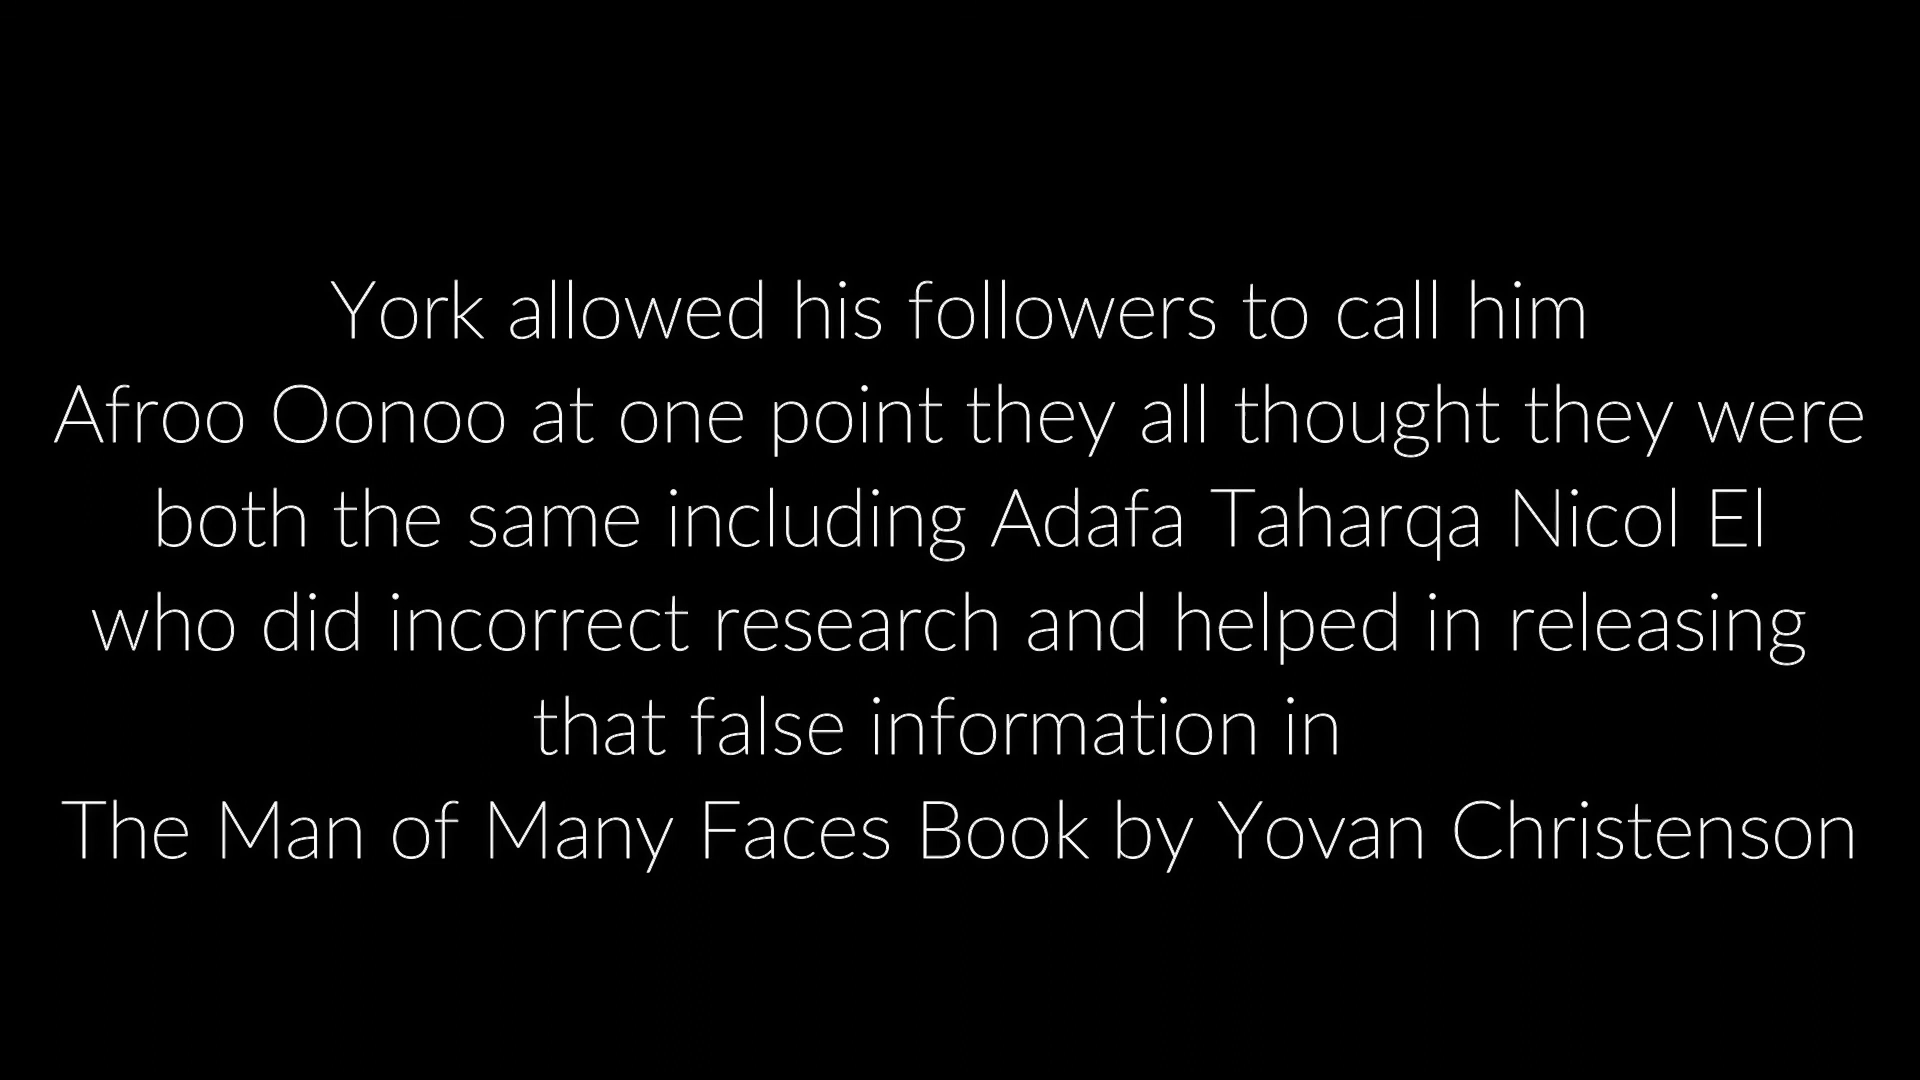 York allowed his followers to call him
Afroo Oonoo at one point they all thought they were
both the same including Adafa Taharqa Nicol El
who did incorrect research and helped in releasing
that false information in
The Man of Many Faces Book by Yovan Christenson